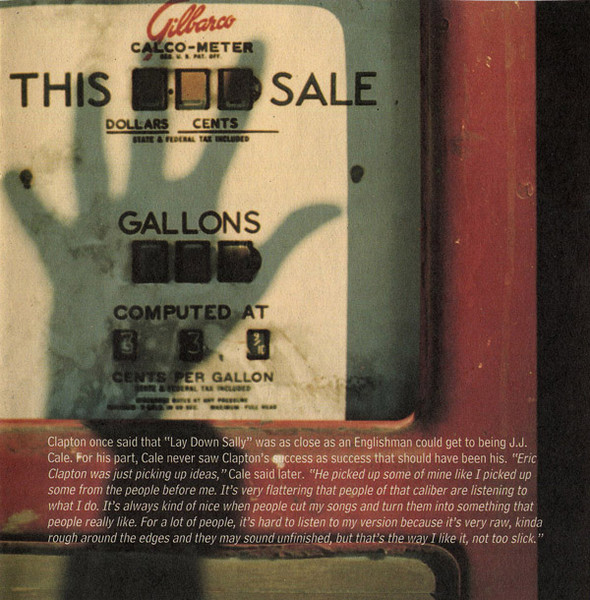 Gilbarco
CALCO-METER
REG. U. S. PAT. OFF.
THIS SALE
DOLLARS CENTS
STATE & FEDERAL TAX INCLUDED
GALLONS
COMPUTED AT
3 3 , 9/10
CENTS PER GALLON
STATE & FEDERAL TAX INCLUDED
Clapton once said that "Lay Down Sally" was as close as an Englishman could get to being J.J.
Cale. For his part, Cale never saw Clapton's success as success that should have been his. "Eric
Clapton was just picking up ideas," Cale said later. "He picked up some of mine like I picked up
some from the people before me. It's very flattering that people of that caliber are listening to
what I do. It's always kind of nice when people cut my songs and turn them into something that
people really like. For a lot of people, it's hard to listen to my version because it's very raw, kinda
rough around the edges and they may sound unfinished, but that's the way I like it, not too slick."